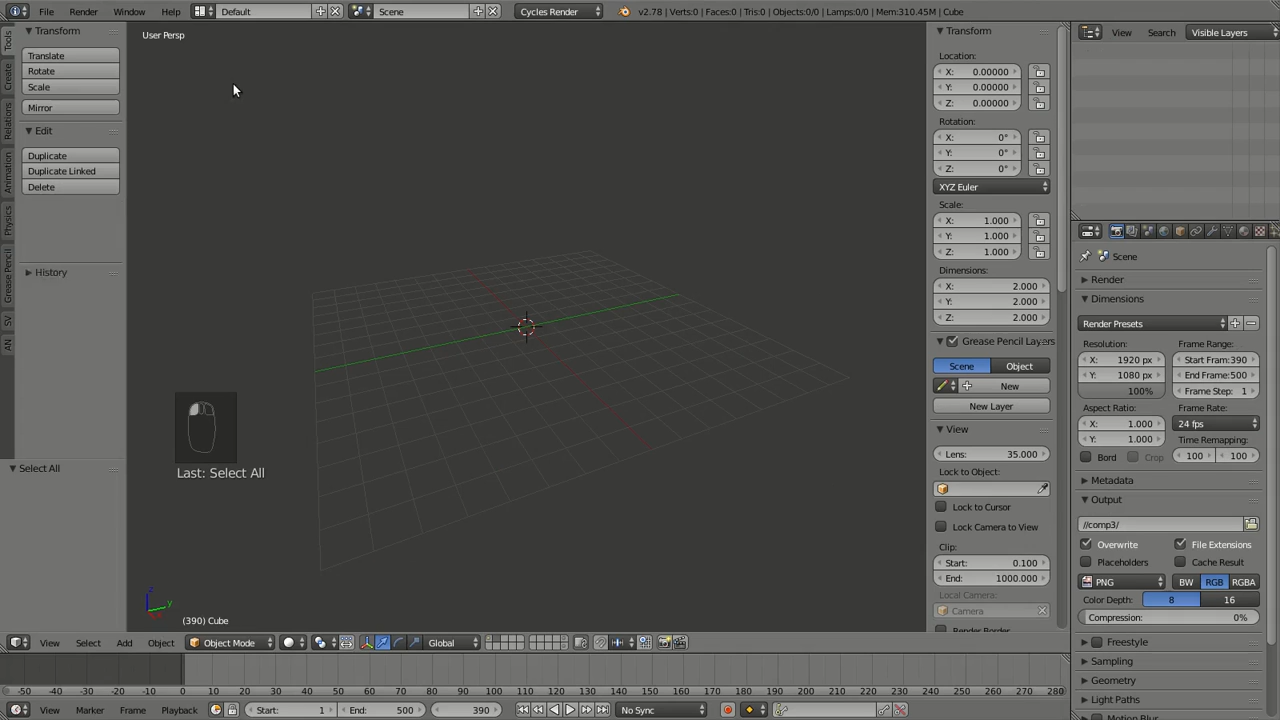 File Render Window Help Default Scene Cycles Render v2.78 | Verts:0 | Faces:0 | Tris:0 | Objects:0/0 | Lamps:0/0 | Mem:310.45M | Cube
Tools
Create
Relations
Animation
Physics
Grease Pencil
SV
AN
Transform
Translate
Rotate
Scale
Mirror
Edit
Duplicate
Duplicate Linked
Delete
History
Select All
User Persp
Last: Select All
z
y
(390) Cube
Transform
Location:
X: 0.00000
Y: 0.00000
Z: 0.00000
Rotation:
X: 0°
Y: 0°
Z: 0°
XYZ Euler
Scale:
X: 1.000
Y: 1.000
Z: 1.000
Dimensions:
X: 2.000
Y: 2.000
Z: 2.000
Grease Pencil Layers
Scene Object
New
New Layer
View
Lens: 35.000
Lock to Object:
Lock to Cursor
Lock Camera to View
Clip:
Start: 0.100
End: 1000.000
Local Camera:
Camera
Render Border
View Search Visible Layers
Scene
Render
Dimensions
Render Presets
Resolution: Frame Range:
X: 1920 px Start Fram:390
Y: 1080 px End Frame:500
100% Frame Step: 1
Aspect Ratio: Frame Rate:
X: 1.000 24 fps
Y: 1.000 Time Remapping:
Bord Crop 100 100
Metadata
Output
//comp3/
Overwrite File Extensions
Placeholders Cache Result
PNG BW RGB RGBA
Color Depth: 8 16
Compression: 0%
Freestyle
Sampling
Geometry
Light Paths
Motion Blur
View Select Add Object Object Mode Global
-50 -40 -30 -20 -10 0 10 20 30 40 50 60 70 80 90 100 110 120 130 140 150 160 170 180 190 200 210 220 230 240 250 260 270 280
View Marker Frame Playback Start: 1 End: 500 390 No Sync